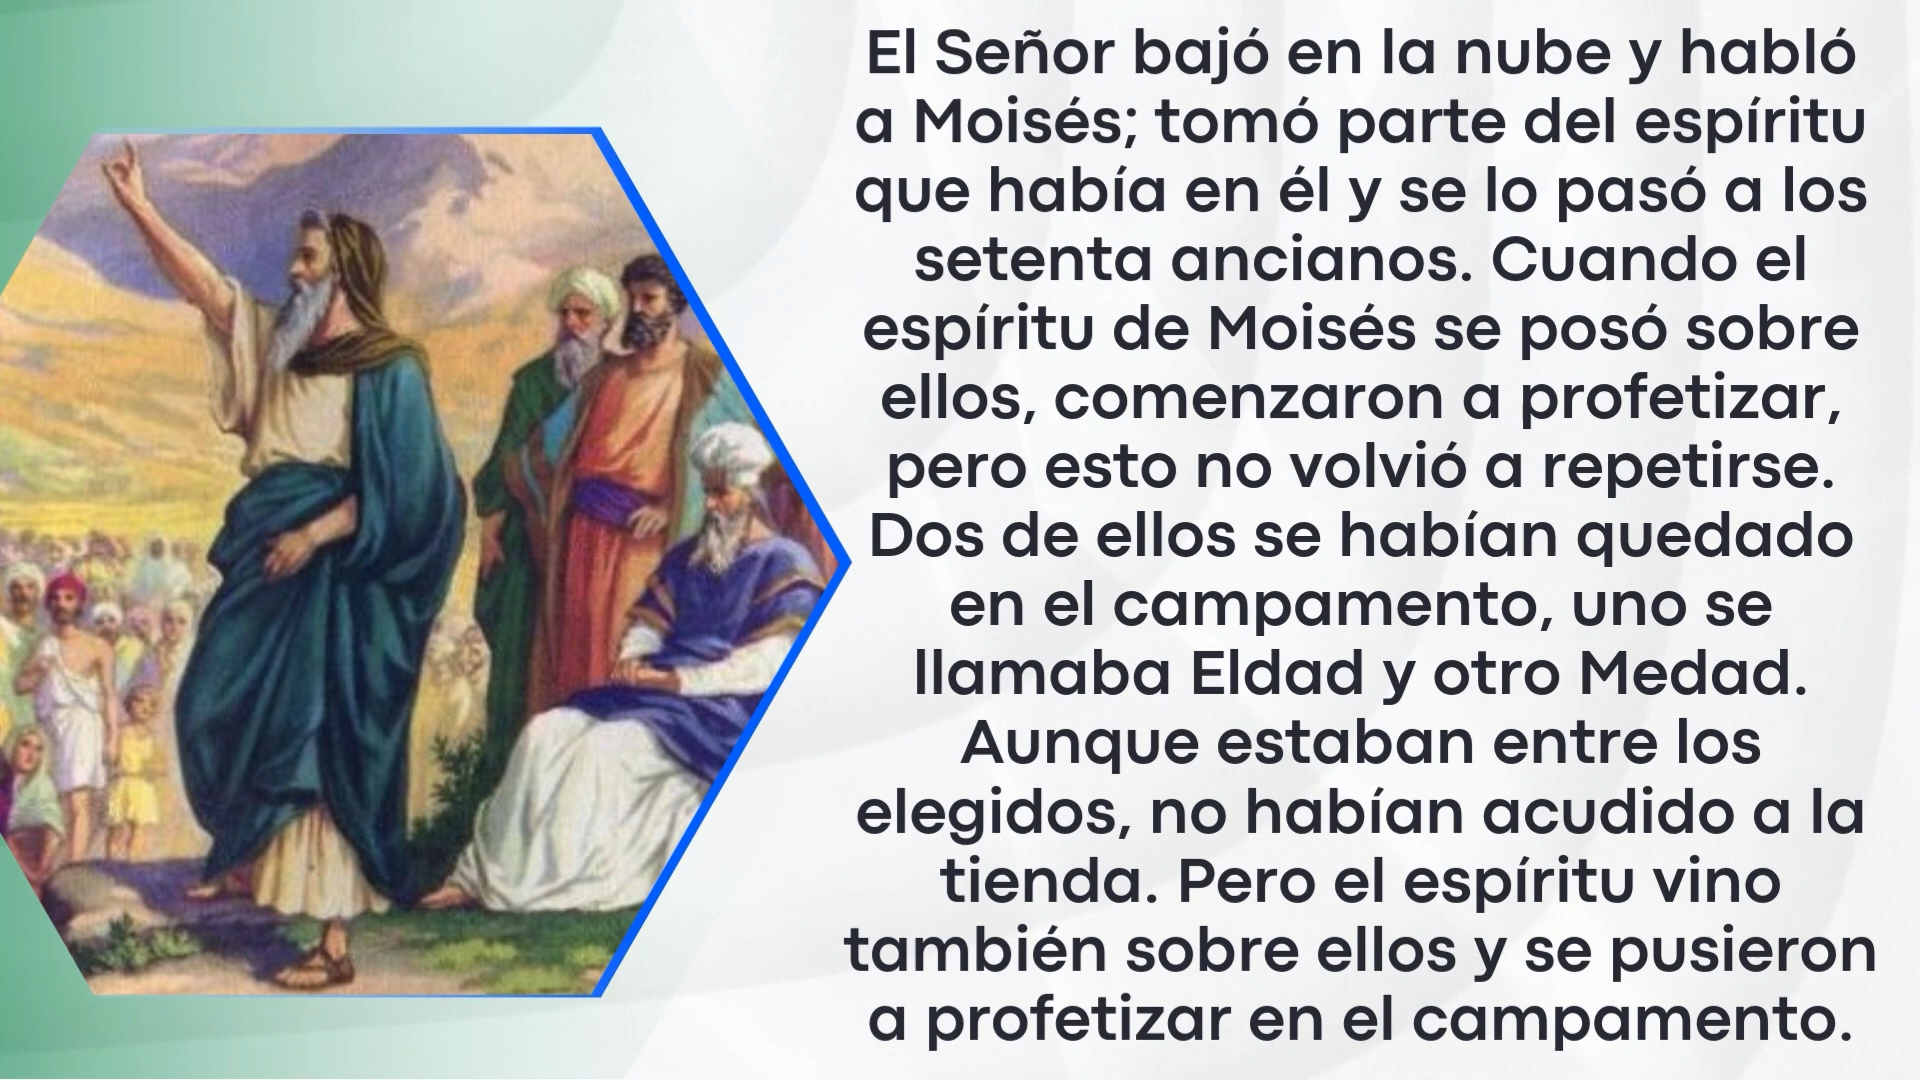 El Señor bajó en la nube y habló
a Moisés; tomó parte del espíritu
que había en él y se lo pasó a los
setenta ancianos. Cuando el
espíritu de Moisés se posó sobre
ellos, comenzaron a profetizar,
pero esto no volvió a repetirse.
Dos de ellos se habían quedado
en el campamento, uno se
llamaba Eldad y otro Medad.
Aunque estaban entre los
elegidos, no habían acudido a la
tienda. Pero el espíritu vino
también sobre ellos y se pusieron
a profetizar en el campamento.